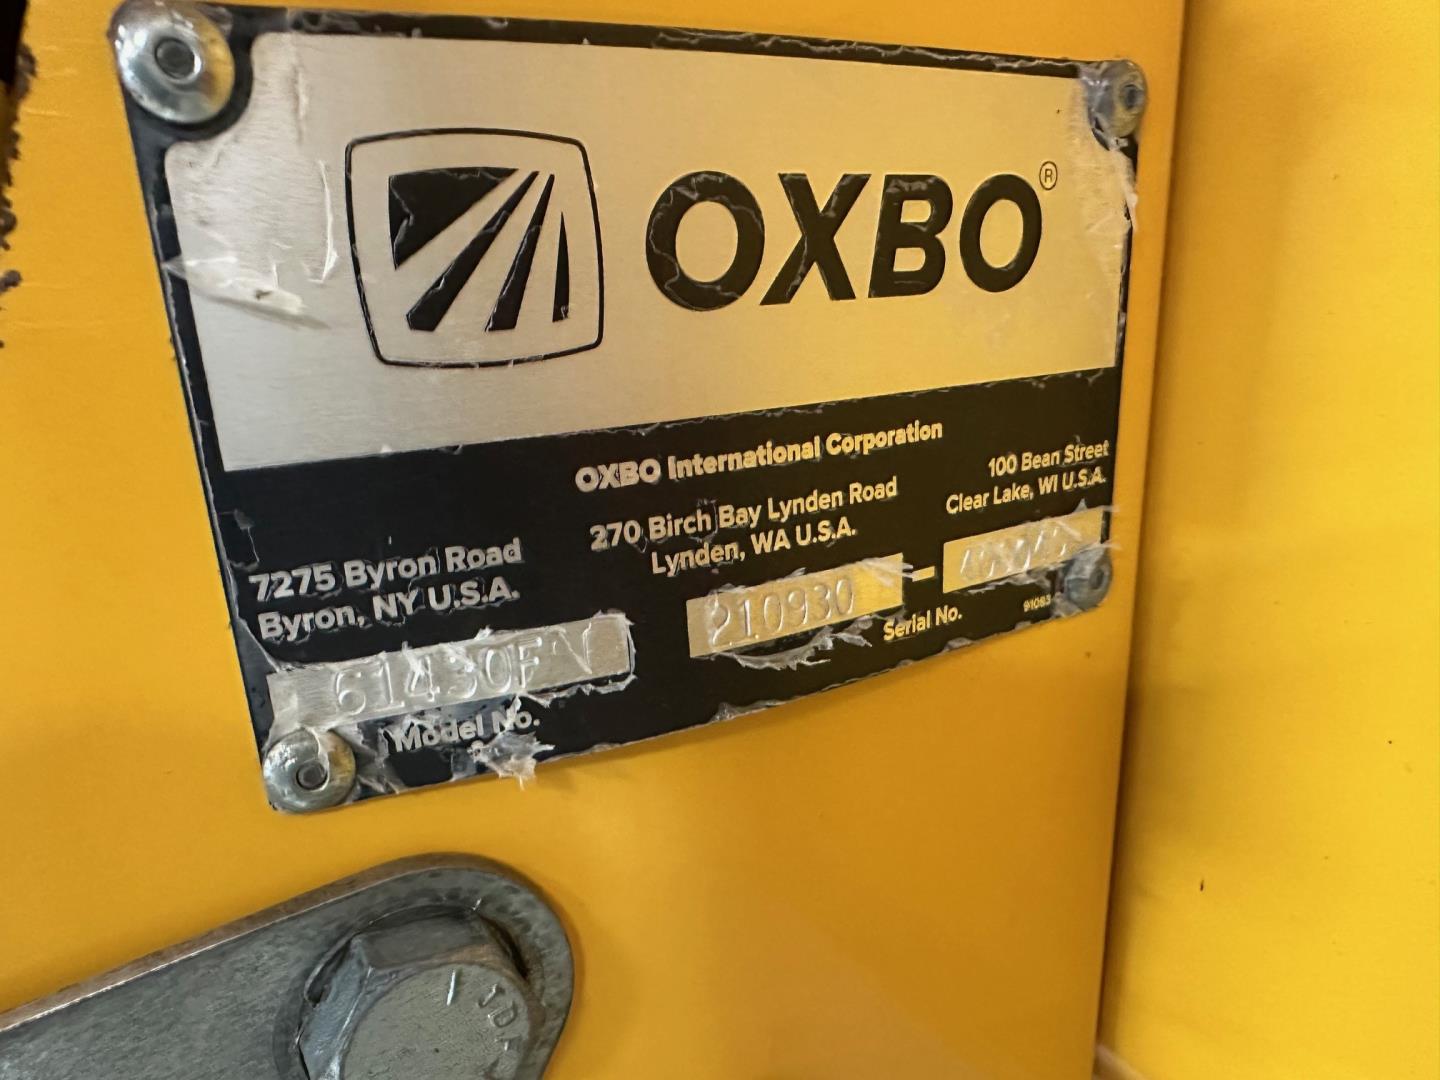 OXBO®
OXBO International Corporation
7275 Byron Road
Byron, NY U.S.A.
270 Birch Bay Lynden Road
Lynden, WA U.S.A.
100 Bean Street
Clear Lake, WI U.S.A.
210930 -
Serial No.
Model No.